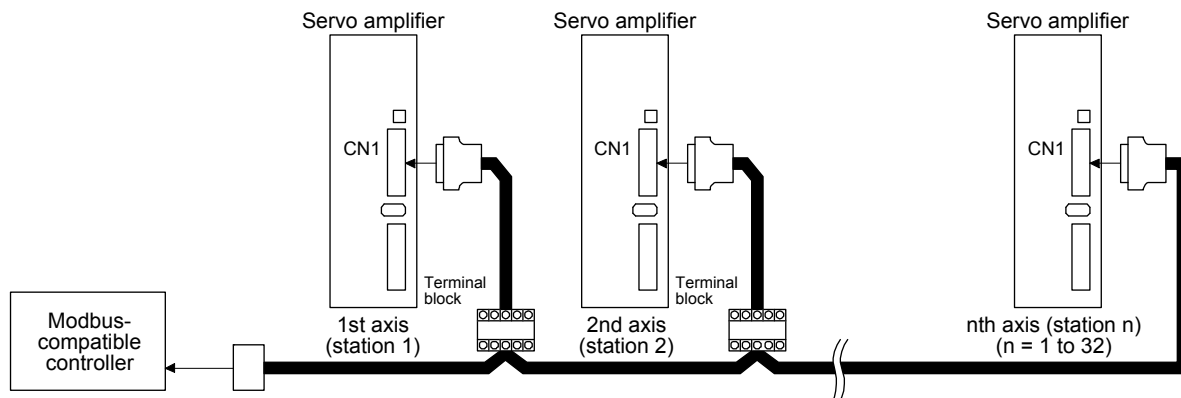 Servo amplifier
Servo amplifier
Servo amplifier
CN1
CN1
CN1
Terminal
block
Terminal
block
Modbus-
compatible
controller
1st axis
(station 1)
2nd axis
(station 2)
nth axis (station n)
(n = 1 to 32)